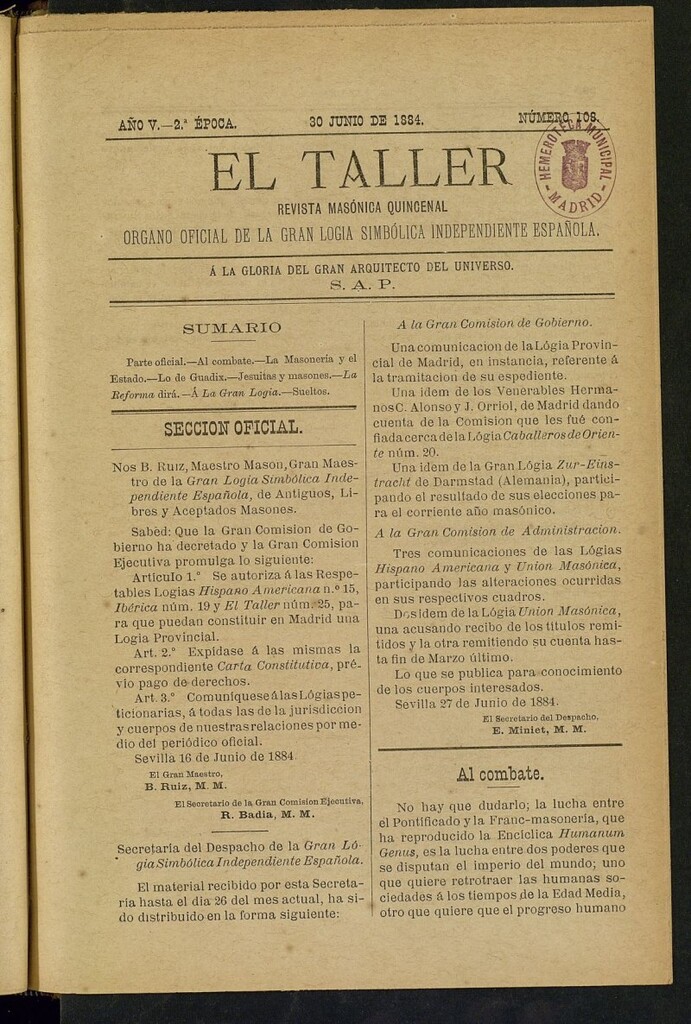 AÑO V.—2.ª ÉPOCA. 30 JUNIO DE 1884. NÚMERO 108.
EL TALLER
REVISTA MASÓNICA QUINCENAL
ORGANO OFICIAL DE LA GRAN LOGIA SIMBÓLICA INDEPENDIENTE ESPAÑOLA.
HEMEROTECA MUNICIPAL
- MADRID -
Á LA GLORIA DEL GRAN ARQUITECTO DEL UNIVERSO.
S. A. P.
SUMARIO
Parte oficial.—Al combate.—La Masonería y el
Estado.—Lo de Guadix.—Jesuitas y masones.—La
Reforma dirá.—Á La Gran Logia.—Sueltos.
SECCION OFICIAL.
Nos B. Ruiz, Maestro Mason, Gran Maes-
tro de la Gran Logia Simbólica Inde-
pendiente Española, de Antiguos, Li-
bres y Aceptados Masones.
Sabed: Que la Gran Comision de Go-
bierno ha decretado y la Gran Comision
Ejecutiva promulga lo siguiente:
Artículo 1.º Se autoriza á las Respe-
tables Logias Hispano Americana n.º 15,
Ibérica núm. 19 y El Taller núm. 25, pa-
ra que puedan constituir en Madrid una
Logia Provincial.
Art. 2.º Expídase á las mismas la
correspondiente Carta Constitutiva, pré-
vio pago de derechos.
Art. 3.º Comuníquese á las Lógias pe-
ticionarias, á todas las de la jurisdiccion
y cuerpos de nuestras relaciones por me-
dio del periódico oficial.
Sevilla 16 de Junio de 1884.
El Gran Maestro,
B. Ruiz, M. M.
El Secretario de la Gran Comision Ejecutiva,
R. Badia, M. M.
Secretaría del Despacho de la Gran Ló-
gia Simbólica Independiente Española.
El material recibido por esta Secreta-
ría hasta el dia 26 del mes actual, ha si-
do distribuido en la forma siguiente:
A la Gran Comision de Gobierno.
Una comunicacion de la Lógia Provin-
cial de Madrid, en instancia, referente á
la tramitacion de su espediente.
Una idem de los Venerables Herma-
nos C. Alonso y J. Orriol, de Madrid dando
cuenta de la Comision que les fué con
fiada cerca de la Lógia Caballeros de Orien-
te núm. 20.
Una idem de la Gran Lógia Zur-Eins-
tracht de Darmstad (Alemania), partici-
pando el resultado de sus elecciones pa-
ra el corriente año masónico.
A la Gran Comision de Administracion.
Tres comunicaciones de las Lógias
Hispano Americana y Union Masónica,
participando las alteraciones ocurridas
en sus respectivos cuadros.
Dos idem de la Lógia Union Masónica,
una acusando recibo de los títulos remi-
tidos y la otra remitiendo su cuenta has-
ta fin de Marzo último.
Lo que se publica para conocimiento
de los cuerpos interesados.
Sevilla 27 de Junio de 1884.
El Secretario del Despacho,
E. Miniet, M. M.
Al combate.
No hay que dudarlo; la lucha entre
el Pontificado y la Franc-masonería, que
ha reproducido la Encíclica Humanum
Genus, es la lucha entre dos poderes que
se disputan el imperio del mundo; uno
que quiere retrotraer las humanas so-
ciedades á los tiempos de la Edad Media,
otro que quiere que el progreso humano